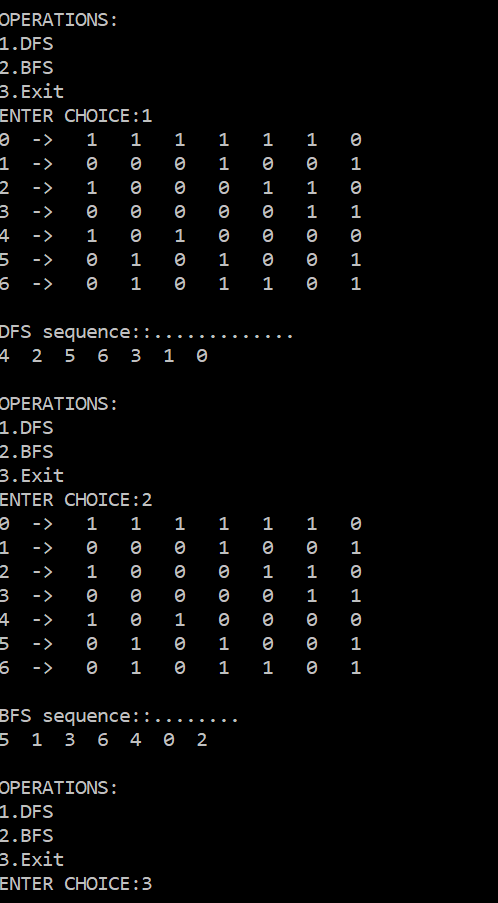 OPERATIONS:
1.DFS
2.BFS
3.Exit
ENTER CHOICE:1
0  ->   1   1   1   1   1   1   0
1  ->   0   0   0   1   0   0   1
2  ->   1   0   0   0   1   1   0
3  ->   0   0   0   0   0   1   1
4  ->   1   0   1   0   0   0   0
5  ->   0   1   0   1   0   0   1
6  ->   0   1   0   1   1   0   1
DFS sequence::.............
4  2  5  6  3  1  0
OPERATIONS:
1.DFS
2.BFS
3.Exit
ENTER CHOICE:2
0  ->   1   1   1   1   1   1   0
1  ->   0   0   0   1   0   0   1
2  ->   1   0   0   0   1   1   0
3  ->   0   0   0   0   0   1   1
4  ->   1   0   1   0   0   0   0
5  ->   0   1   0   1   0   0   1
6  ->   0   1   0   1   1   0   1
BFS sequence::........
5  1  3  6  4  0  2
OPERATIONS:
1.DFS
2.BFS
3.Exit
ENTER CHOICE:3